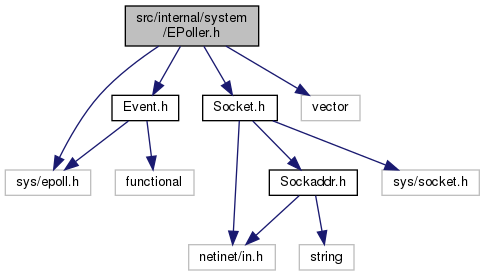 src/internal/system
/EPoller.h
Event.h
Socket.h
vector
sys/epoll.h
functional
Sockaddr.h
sys/socket.h
netinet/in.h
string